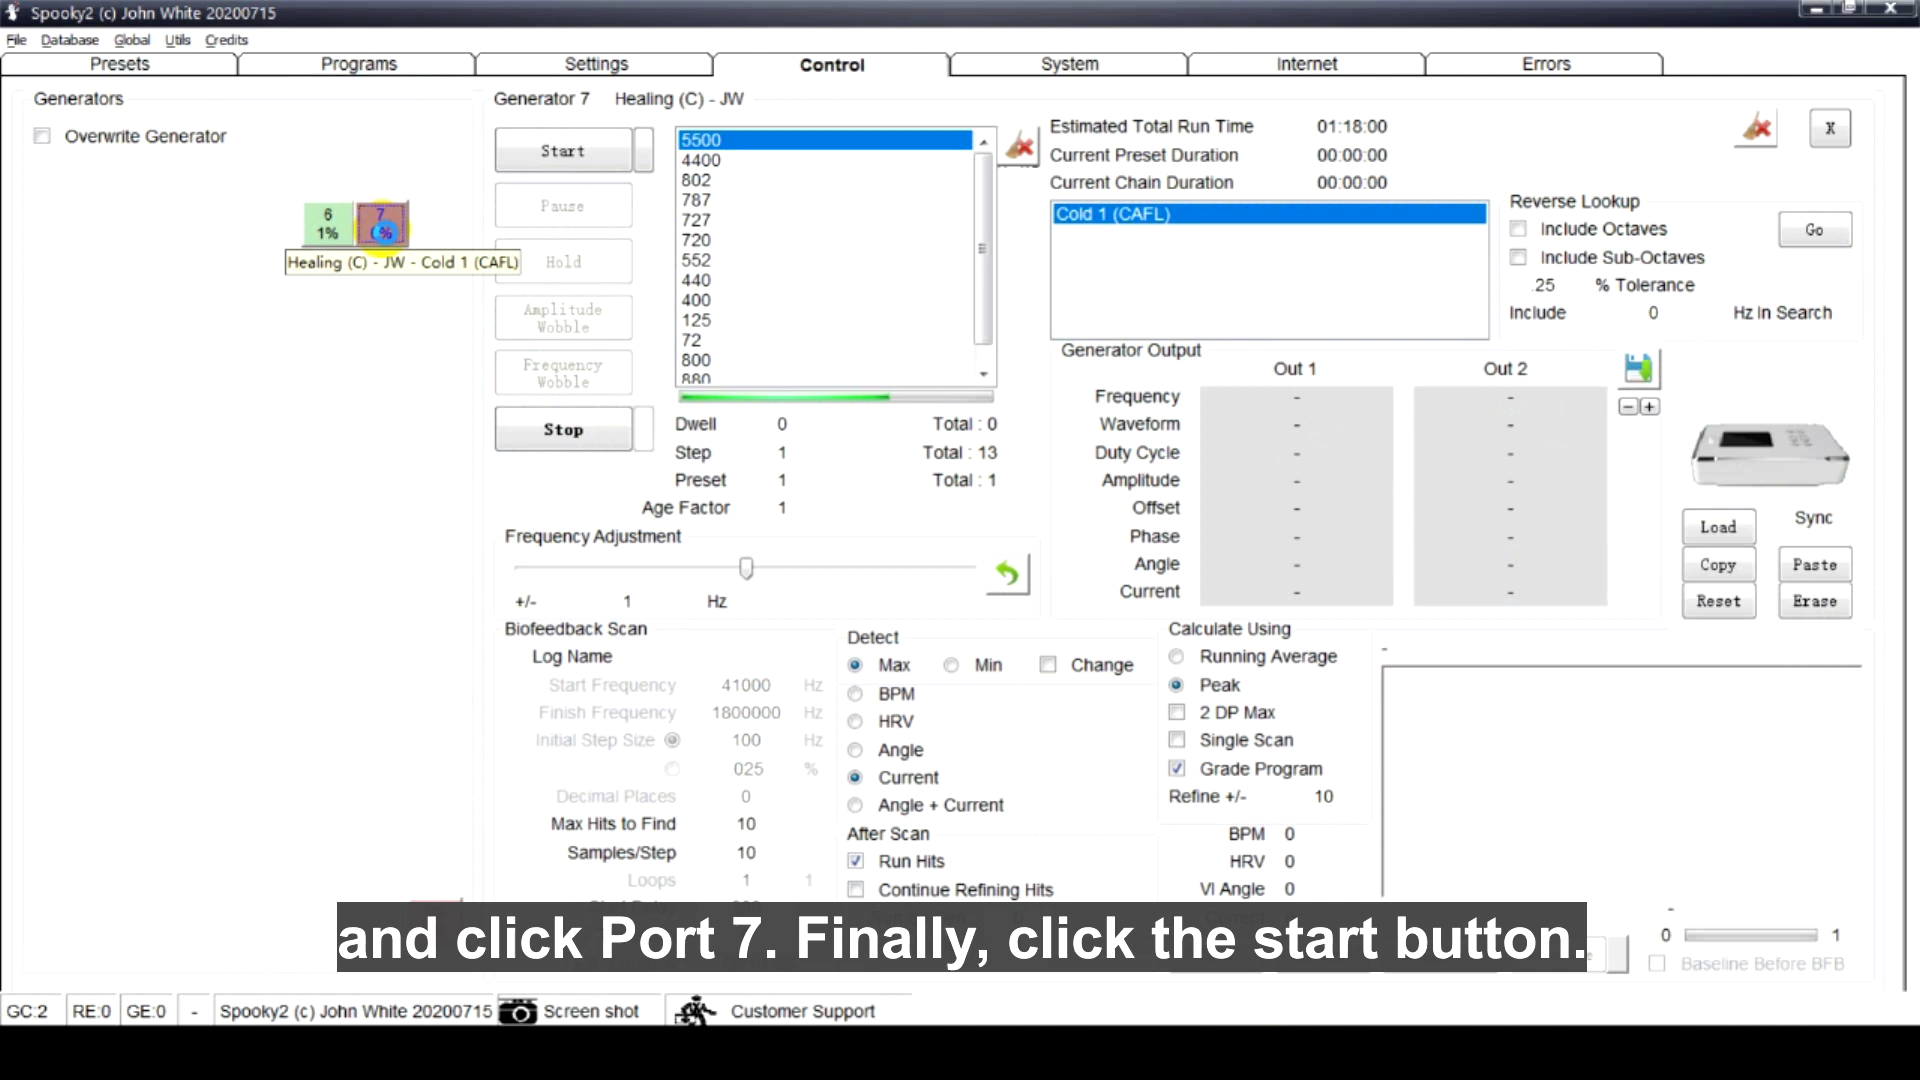 Spooky2 (c) John White 20200715
File Database Global Utils Credits
Presets Programs Settings Control System Internet Errors
Generators
Overwrite Generator
6
1%
7
Healing (C) - JW - Cold 1 (CAFL)
Generator 7 Healing (C) - JW
Start
Pause
Hold
Amplitude
Wobble
Frequency
Wobble
Stop
5500
4400
802
787
727
720
552
440
400
125
72
800
880
Dwell 0 Total : 0
Step 1 Total : 13
Preset 1 Total : 1
Age Factor 1
Estimated Total Run Time 01:18:00
Current Preset Duration 00:00:00
Current Chain Duration 00:00:00
X
Cold 1 (CAFL)
Reverse Lookup
Include Octaves
Go
Include Sub-Octaves
.25 % Tolerance
Include 0 Hz In Search
Generator Output
Out 1 Out 2
Frequency - -
Waveform - -
Duty Cycle - -
Amplitude - -
Offset - -
Phase - -
Angle - -
Current - -
Load Sync
Copy Paste
Reset Erase
Frequency Adjustment
+/- 1 Hz
Biofeedback Scan
Log Name
Start Frequency 41000 Hz
Finish Frequency 1800000 Hz
Initial Step Size 100 Hz
025 %
Decimal Places 0
Max Hits to Find 10
Samples/Step 10
Loops 1 1
Detect
Max Min Change
BPM
HRV
Angle
Current
Angle + Current
After Scan
Run Hits
Continue Refining Hits
Calculate Using
Running Average
Peak
2 DP Max
Single Scan
Grade Program
Refine +/- 10
BPM 0
HRV 0
VI Angle 0
-
-
0 1
Baseline Before BFB
and click Port 7. Finally, click the start button.
GC:2 RE:0 GE:0 - Spooky2 (c) John White 20200715 Screen shot Customer Support